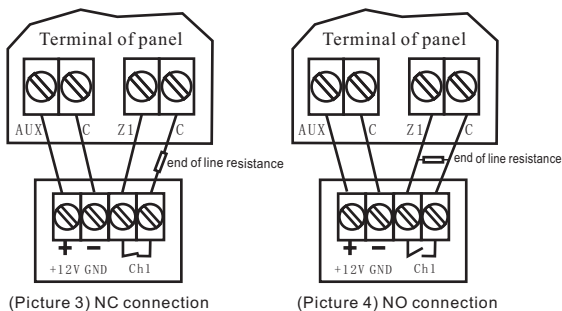 Terminal of panel
AUX C Z1 C
end of line resistance
+ −
+12V GND Ch1
(Picture 3) NC connection
Terminal of panel
AUX C Z1 C
end of line resistance
+ −
+12V GND Ch1
(Picture 4) NO connection